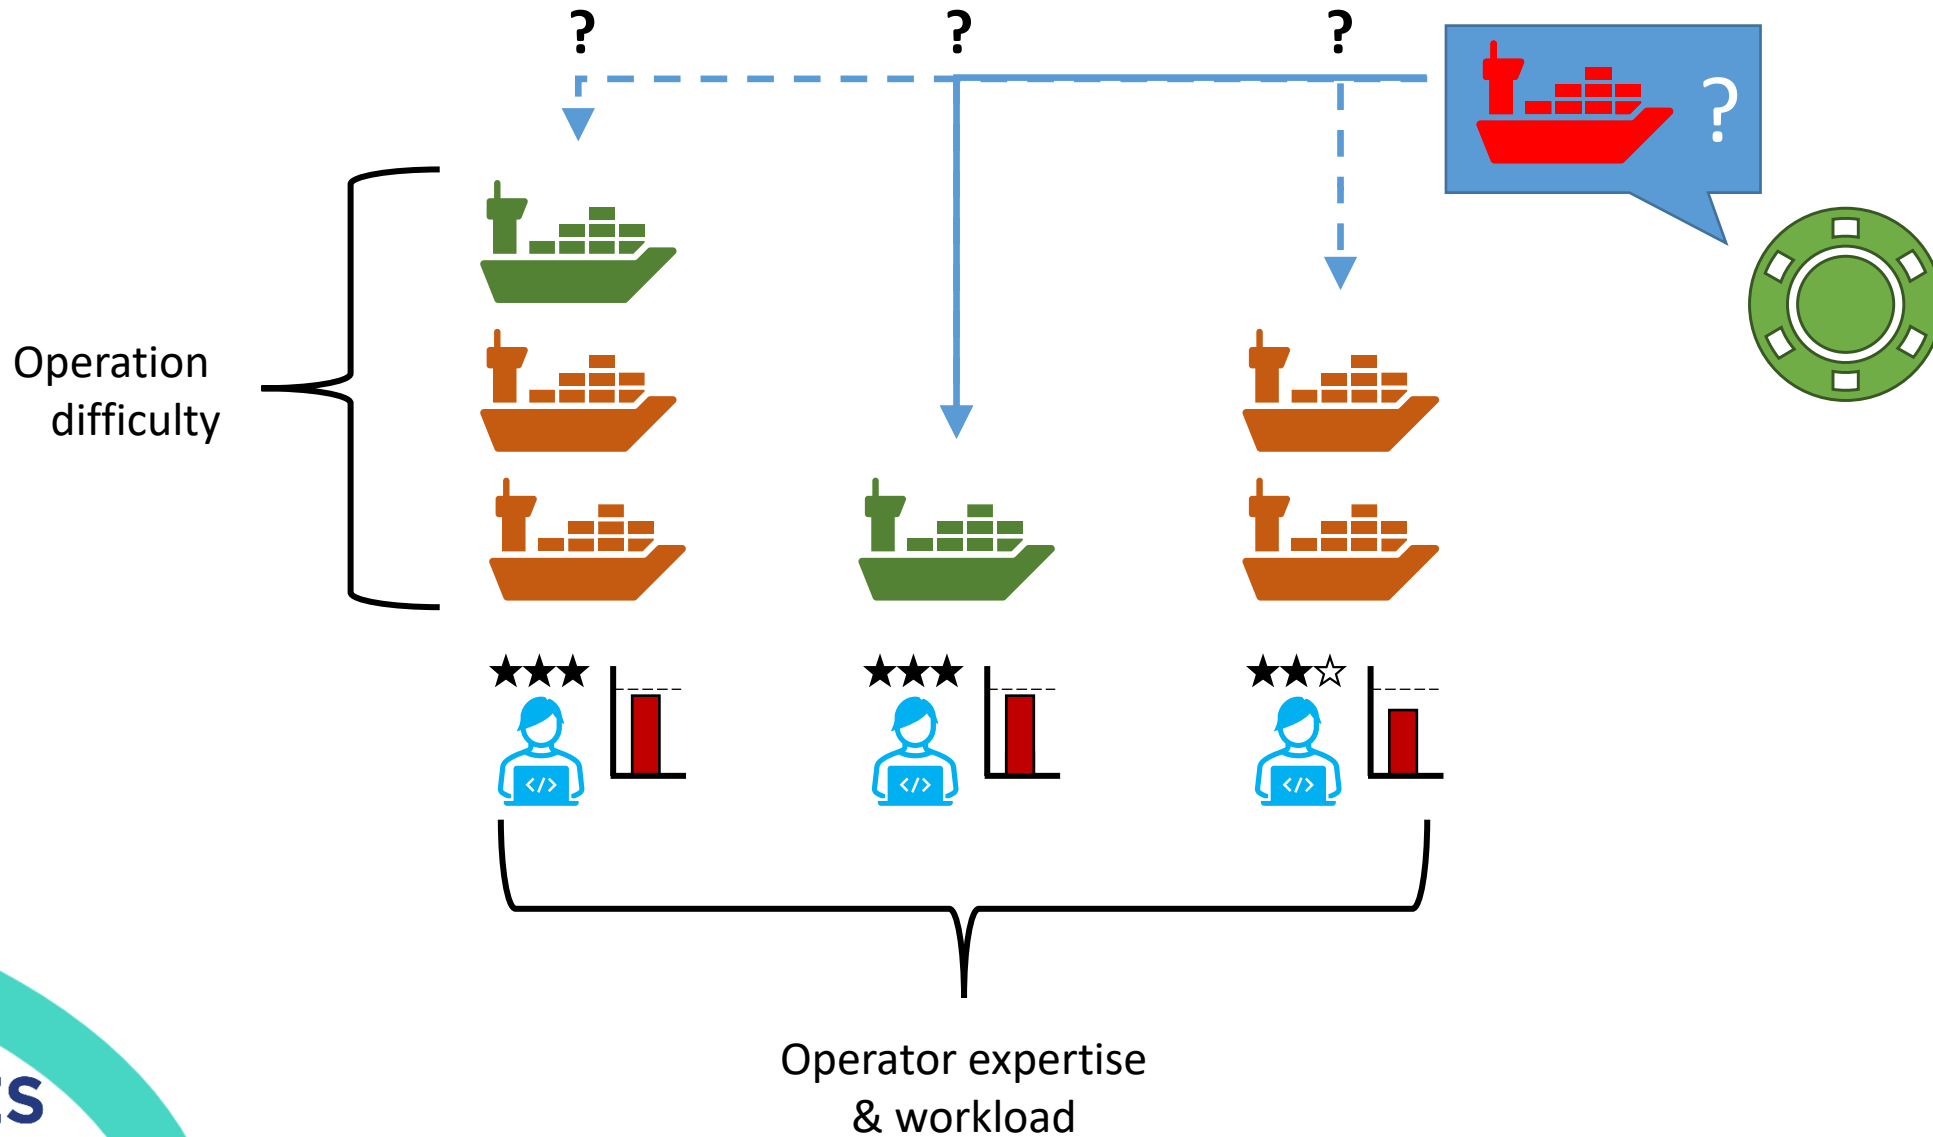 ? ? ?
?
Operation
difficulty
★★★ ★★★ ★★☆
</> </> </>
Operator expertise
& workload